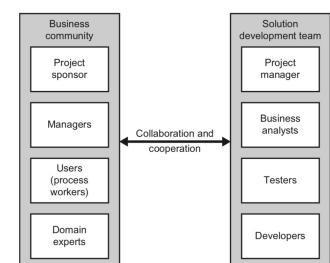 Business
community
Project
sponsor
Managers
Users
(process
workers)
Domain
experts
Collaboration and
cooperation
Solution
development team
Project
manager
Business
analysts
Testers
Developers